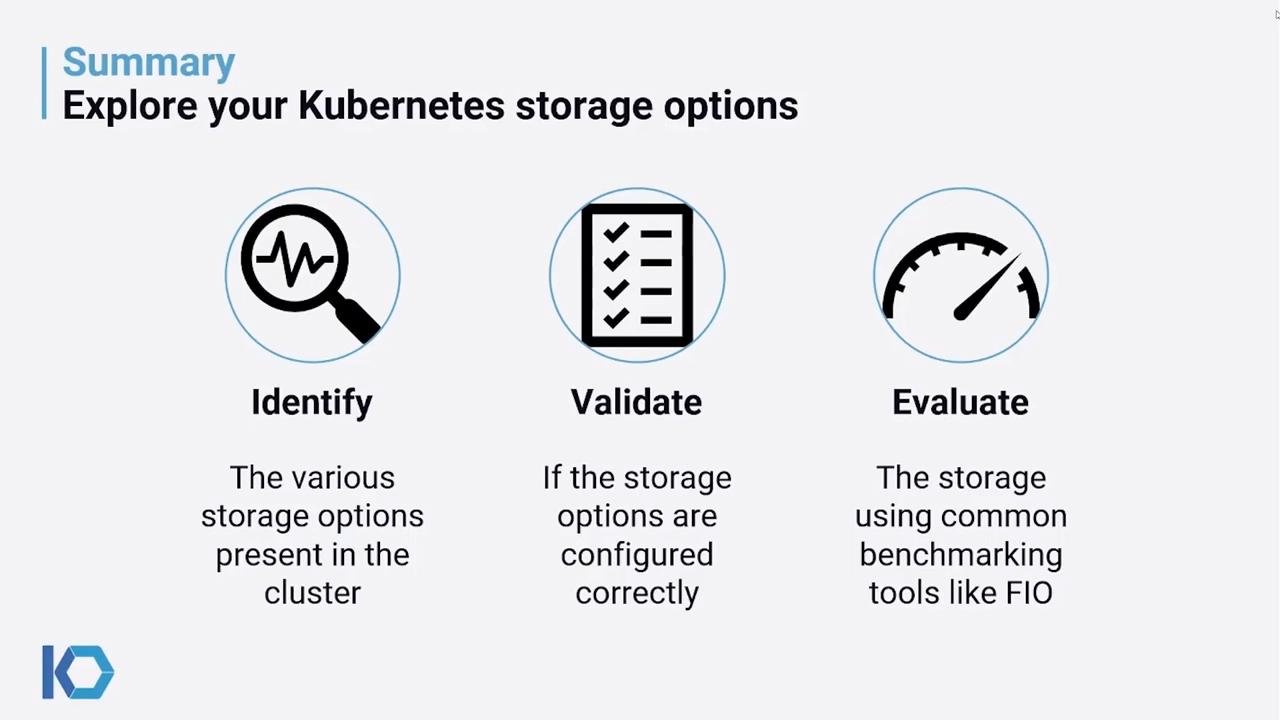 Summary
Explore your Kubernetes storage options
Identify
The various
storage options
present in the
cluster
Validate
If the storage
options are
configured
correctly
Evaluate
The storage
using common
benchmarking
tools like FIO